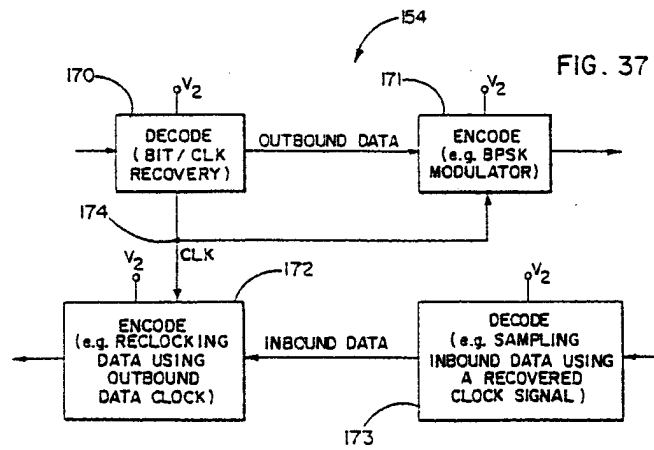 154
FIG. 37
170
V2
171
V2
DECODE
(BIT/CLK
RECOVERY)
OUTBOUND DATA
ENCODE
(e.g. BPSK
MODULATOR)
174
CLK
V2
172
V2
ENCODE
(e.g. RECLOCKING
DATA USING
OUTBOUND
DATA CLOCK)
INBOUND DATA
DECODE
(e.g. SAMPLING
INBOUND DATA USING
A RECOVERED
CLOCK SIGNAL)
173